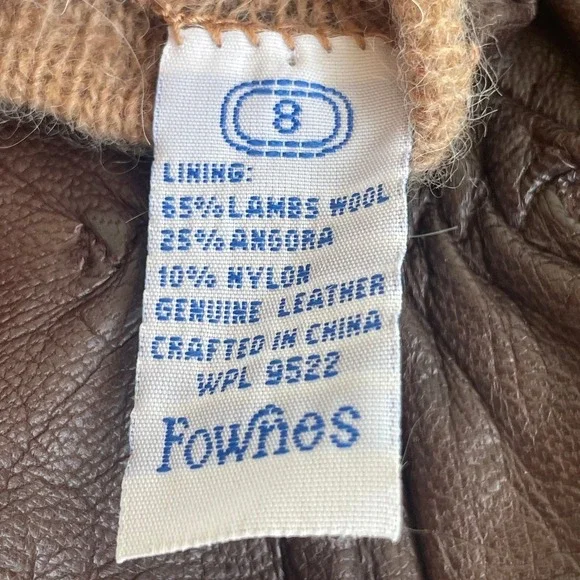 8
LINING:
65% LAMBS WOOL
25% ANGORA
10% NYLON
GENUINE LEATHER
CRAFTED IN CHINA
WPL 9522
Fownes